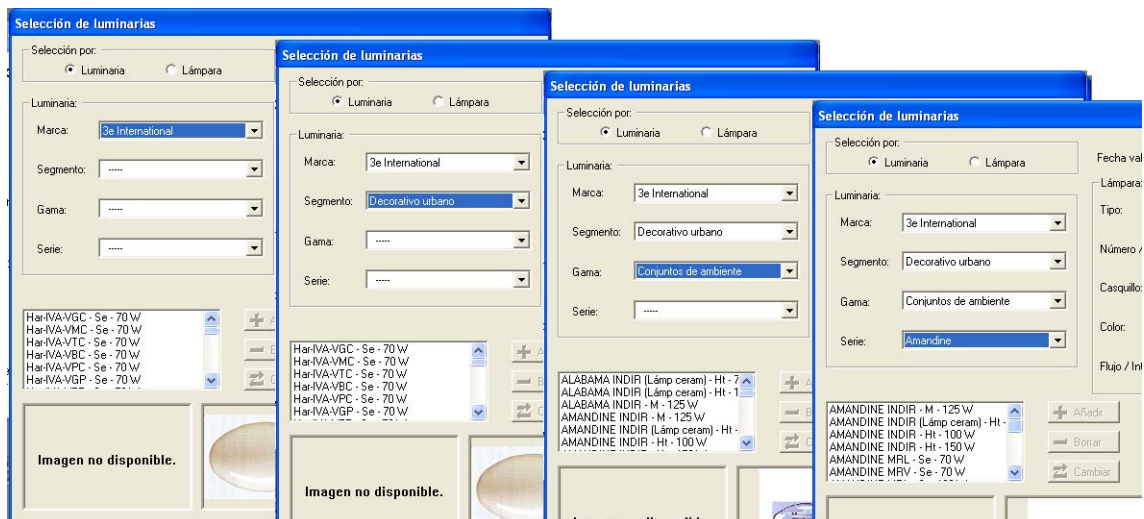 Selección de luminarias
Selección por:
Luminaria Lámpara
Luminaria:
Marca: 3e International
Segmento: -----
Gama: -----
Serie: -----
Har-IVA-VGC - Se - 70 W
Har-IVA-VMC - Se - 70 W
Har-IVA-VTC - Se - 70 W
Har-IVA-VBC - Se - 70 W
Har-IVA-VPC - Se - 70 W
Har-IVA-VGP - Se - 70 W
Imagen no disponible.
Selección de luminarias
Selección por:
Luminaria Lámpara
Luminaria:
Marca: 3e International
Segmento: Decorativo urbano
Gama: -----
Serie: -----
Har-IVA-VGC - Se - 70 W
Har-IVA-VMC - Se - 70 W
Har-IVA-VTC - Se - 70 W
Har-IVA-VBC - Se - 70 W
Har-IVA-VPC - Se - 70 W
Har-IVA-VGP - Se - 70 W
Imagen no disponible.
Selección de luminarias
Selección por:
Luminaria Lámpara
Luminaria:
Marca: 3e International
Segmento: Decorativo urbano
Gama: Conjuntos de ambiente
Serie: -----
ALABAMA INDIR (Lámp ceram) - Ht - 7
ALABAMA INDIR (Lámp ceram) - Ht - 1
ALABAMA INDIR - M - 125 W
AMANDINE INDIR - M - 125 W
AMANDINE INDIR (Lámp ceram) - Ht -
AMANDINE INDIR - Ht - 100 W
Selección de luminarias
Selección por:
Luminaria Lámpara
Luminaria:
Marca: 3e International
Segmento: Decorativo urbano
Gama: Conjuntos de ambiente
Serie: Amandine
AMANDINE INDIR - M - 125 W
AMANDINE INDIR (Lámp ceram) - Ht -
AMANDINE INDIR - Ht - 100 W
AMANDINE INDIR - Ht - 150 W
AMANDINE MRL - Se - 70 W
AMANDINE MRV - Se - 70 W
Añadir
Borrar
Cambiar
Fecha val
Lámpara:
Tipo:
Número /
Casquillo:
Color:
Flujo /